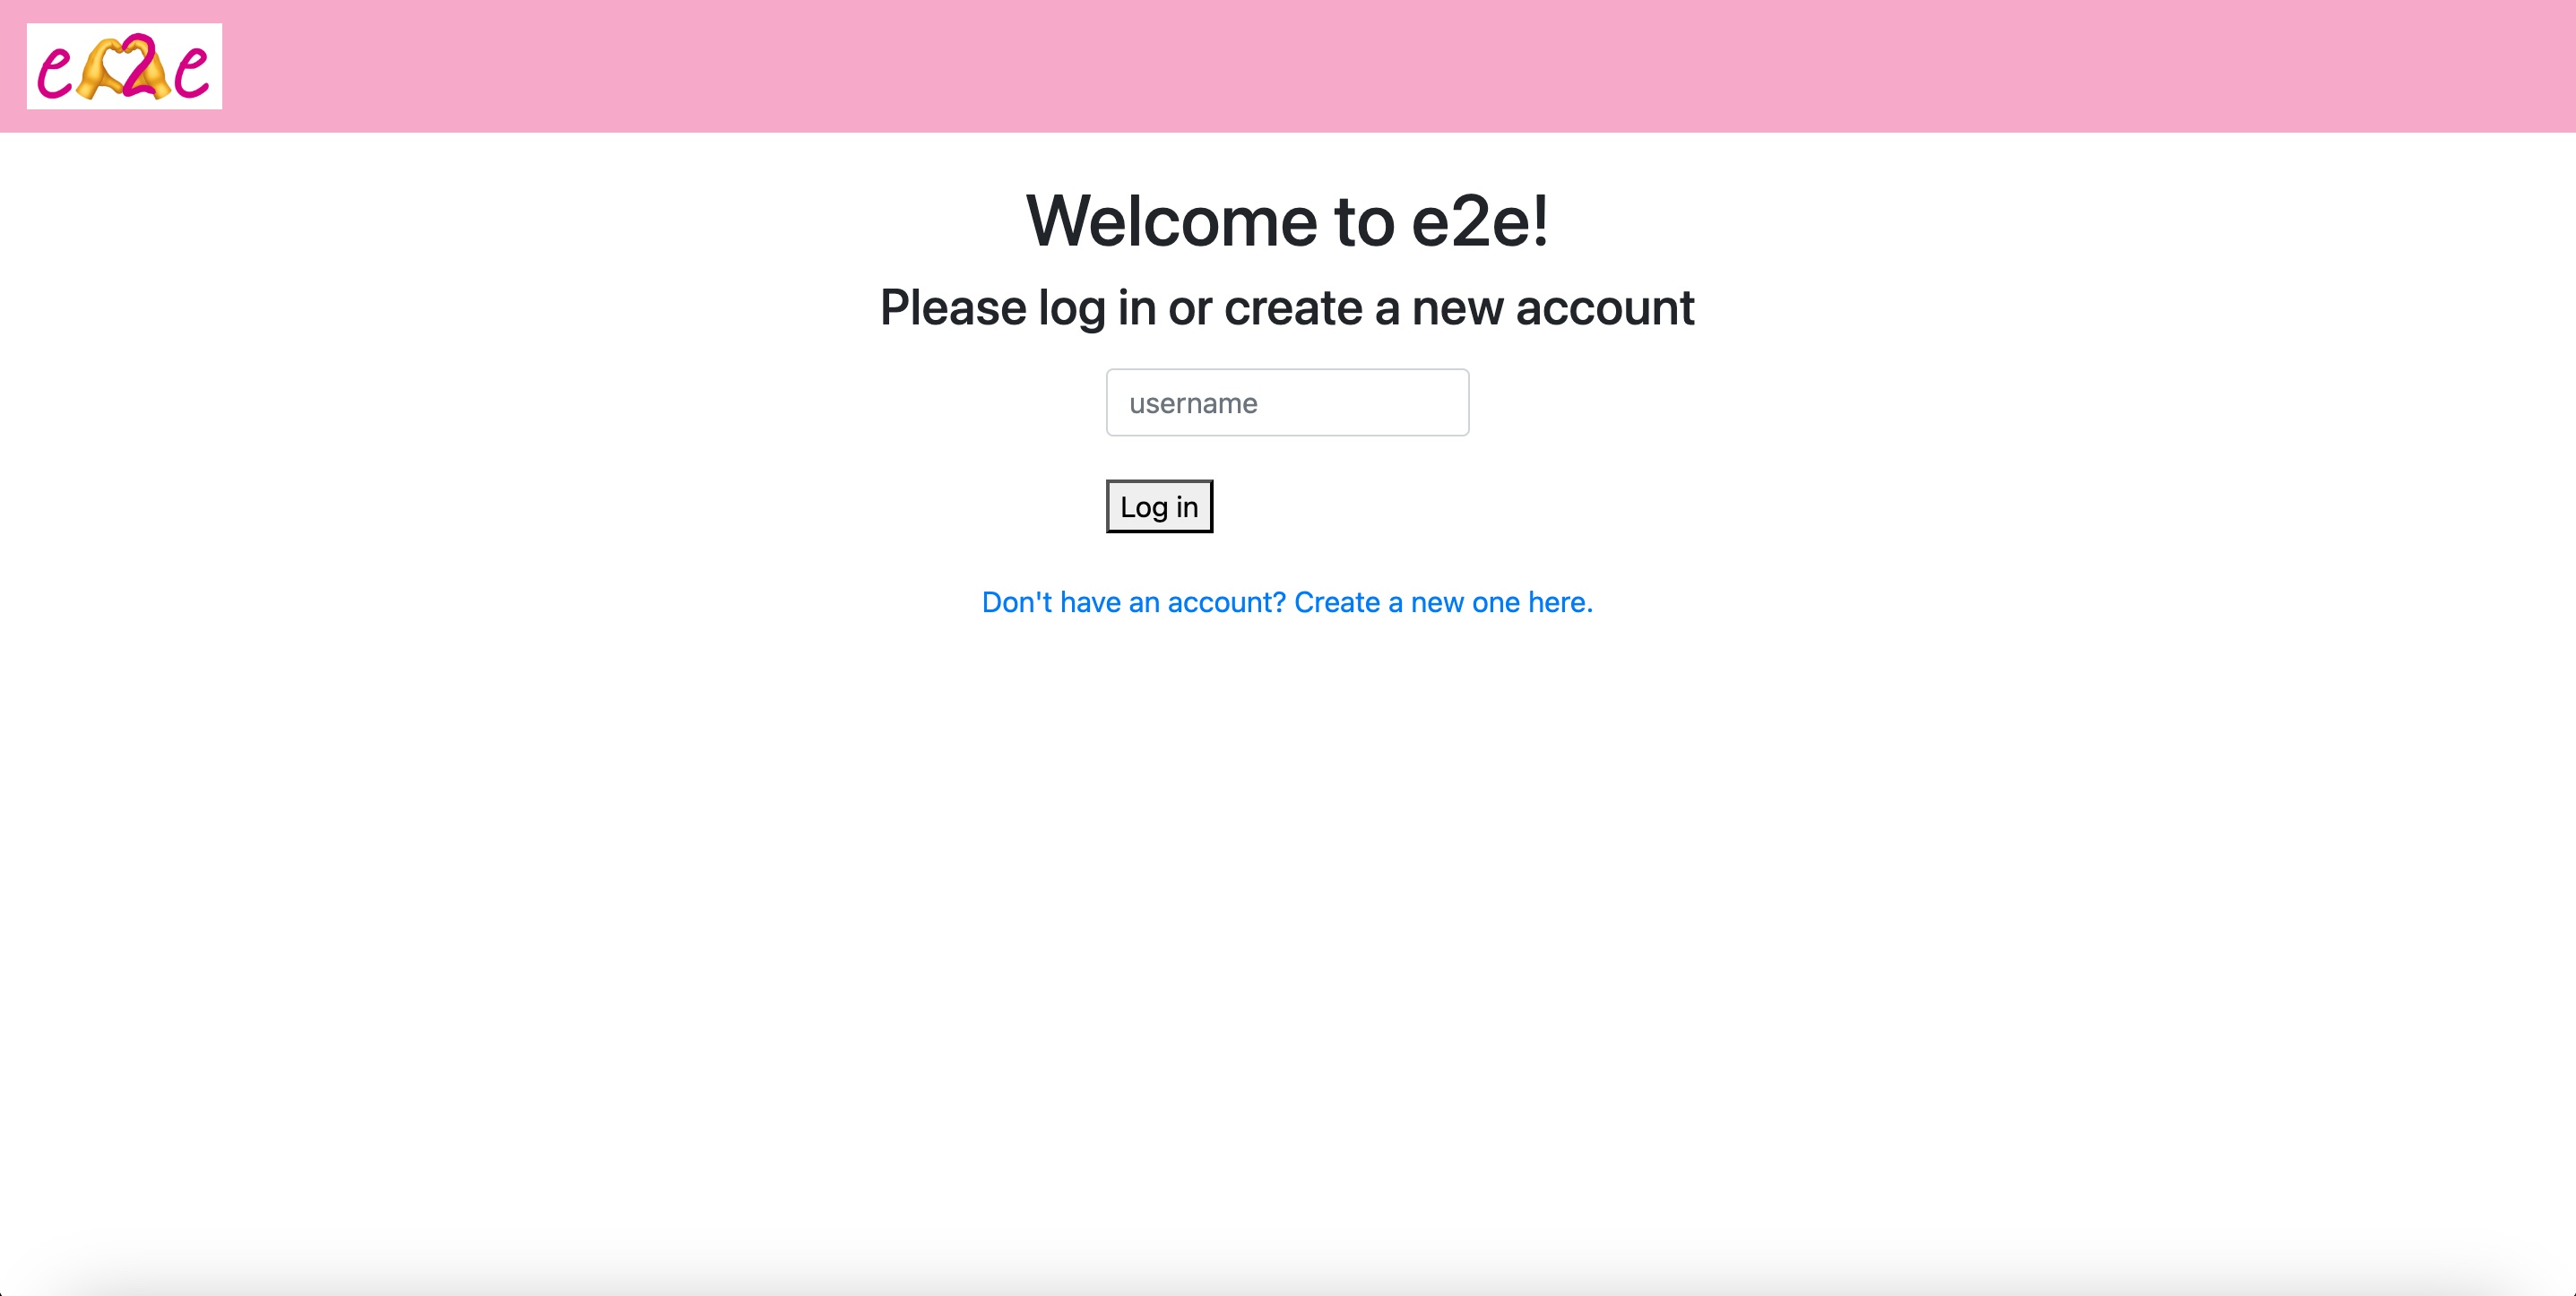 e2e
Welcome to e2e!
Please log in or create a new account
username
Log in
Don't have an account? Create a new one here.